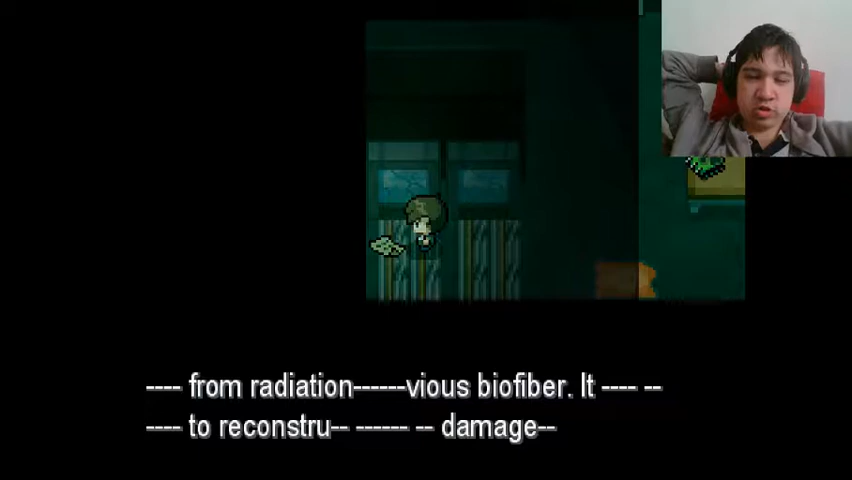 ---- from radiation------vious biofiber. It ---- --
---- to reconstru-- ------ -- damage--